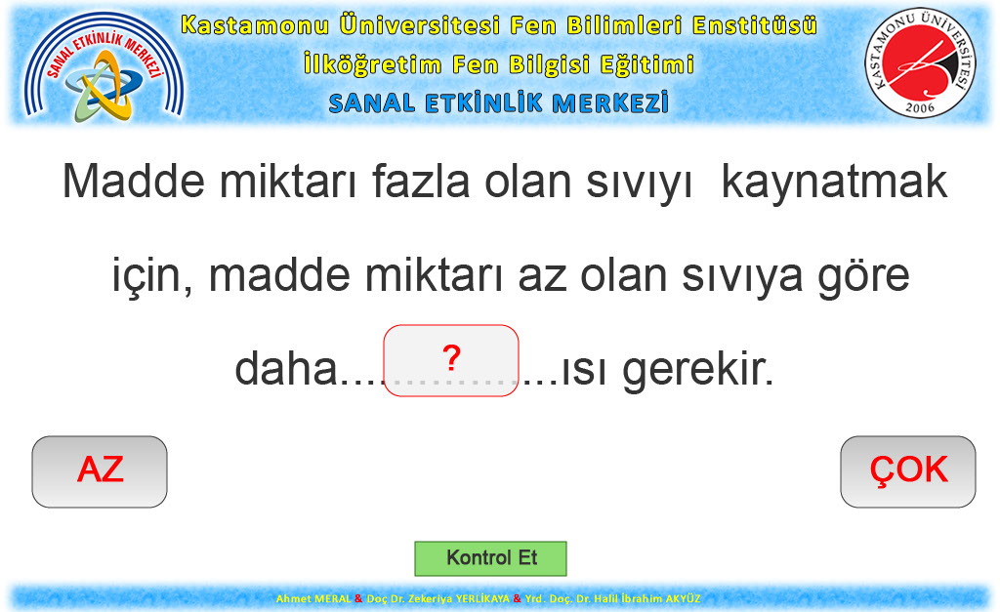 Kastamonu Üniversitesi Fen Bilimleri Enstitüsü
İlköğretim Fen Bilgisi Eğitimi
SANAL ETKİNLİK MERKEZİ
SANAL ETKİNLİK MERKEZİ
KASTAMONU ÜNİVERSİTESİ
2006
Madde miktarı fazla olan sıvıyı kaynatmak
için, madde miktarı az olan sıvıya göre
daha.... ? ....ısı gerekir.
AZ
ÇOK
Kontrol Et
Ahmet MERAL & Doç Dr. Zekeriya YERLİKAYA & Yrd. Doç. Dr. Halil İbrahim AKYÜZ